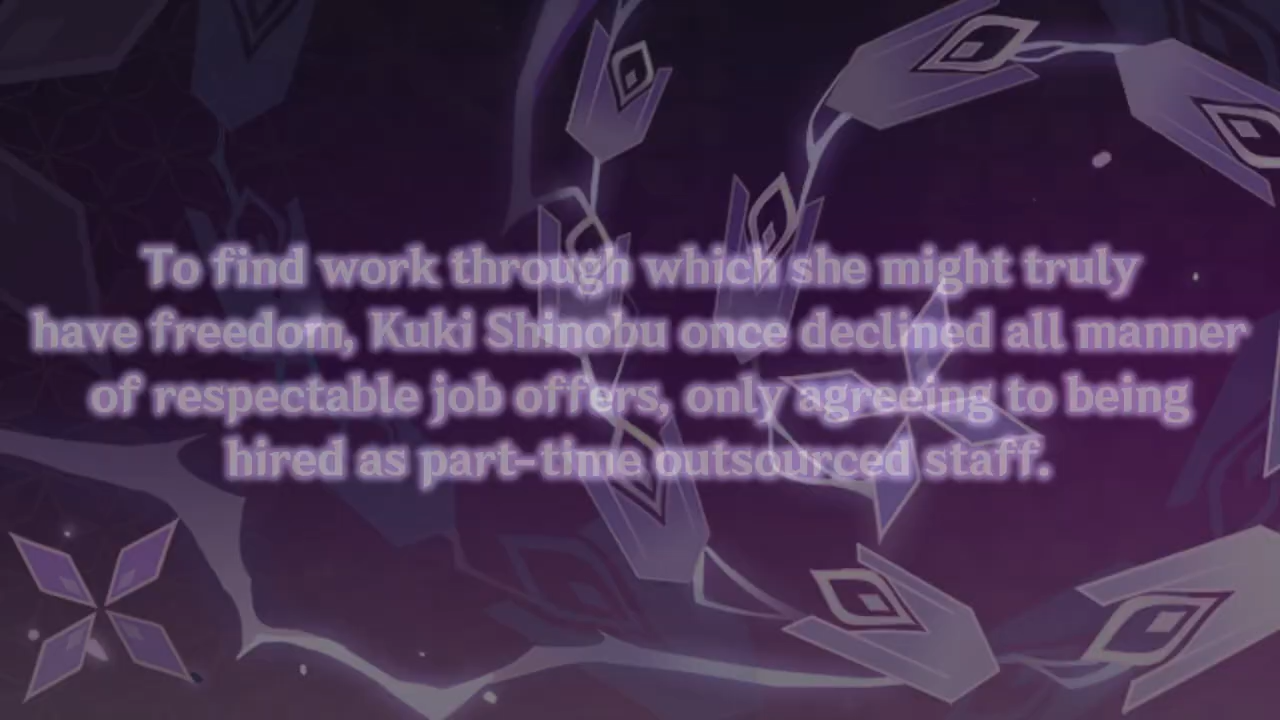 To find work through which she might truly
have freedom, Kuki Shinobu once declined all manner
of respectable job offers, only agreeing to being
hired as part-time outsourced staff.